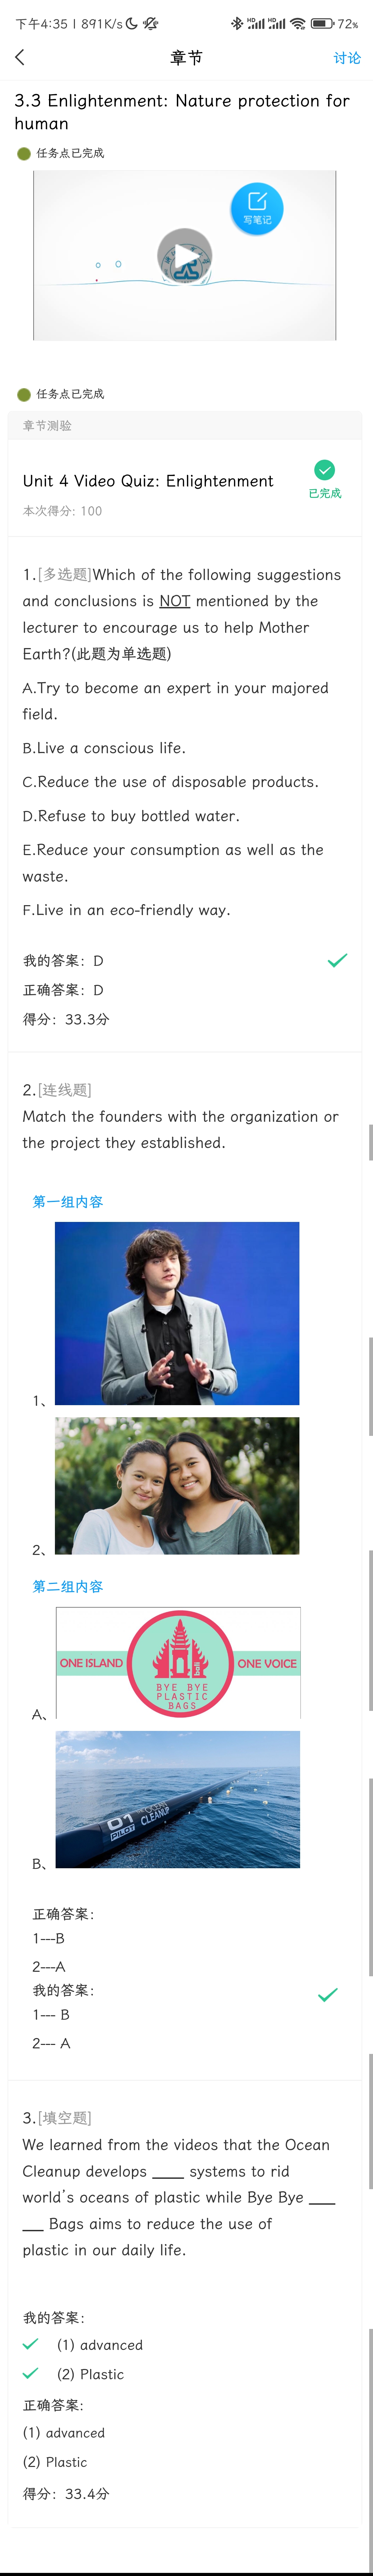 下午4:35 | 891K/s
72%
章节
讨论
3.3 Enlightenment: Nature protection for
human
任务点已完成
写笔记
任务点已完成
章节测验
Unit 4 Video Quiz: Enlightenment
已完成
本次得分: 100
1.[多选题]Which of the following suggestions
and conclusions is NOT mentioned by the
lecturer to encourage us to help Mother
Earth?(此题为单选题)
A.Try to become an expert in your majored
field.
B.Live a conscious life.
C.Reduce the use of disposable products.
D.Refuse to buy bottled water.
E.Reduce your consumption as well as the
waste.
F.Live in an eco-friendly way.
我的答案: D
正确答案: D
得分: 33.3分
2.[连线题]
Match the founders with the organization or
the project they established.
第一组内容
1、
2、
第二组内容
ONE ISLAND
ONE VOICE
BYE BYE
PLASTIC
BAGS
A、
01
PILOT
OCEAN
CLEANUP
B、
正确答案:
1---B
2---A
我的答案:
1--- B
2--- A
3.[填空题]
We learned from the videos that the Ocean
Cleanup develops ____ systems to rid
world's oceans of plastic while Bye Bye ___
___ Bags aims to reduce the use of
plastic in our daily life.
我的答案:
(1) advanced
(2) Plastic
正确答案:
(1) advanced
(2) Plastic
得分: 33.4分